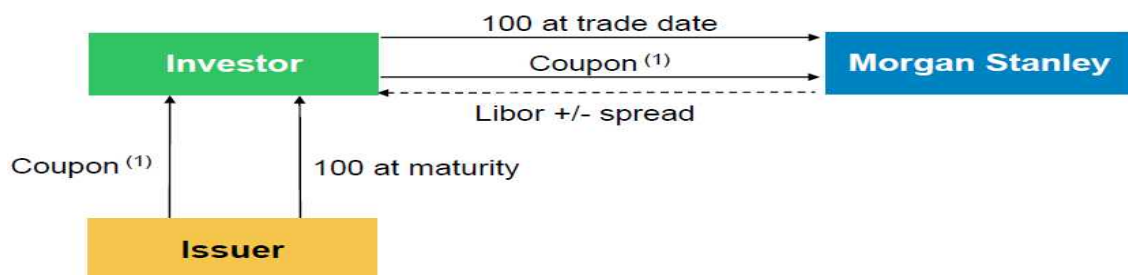 100 at trade date
Investor
Coupon (1)
Morgan Stanley
Libor +/- spread
Coupon (1)
100 at maturity
Issuer